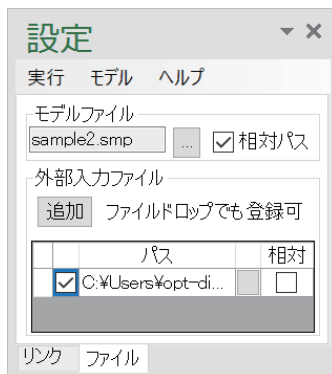 設定
実行 モデル ヘルプ
モデルファイル
sample2.smp ... 相対パス
外部入力ファイル
追加 ファイルドロップでも登録可
パス 相対
C:¥Users¥opt-di...
リンク ファイル